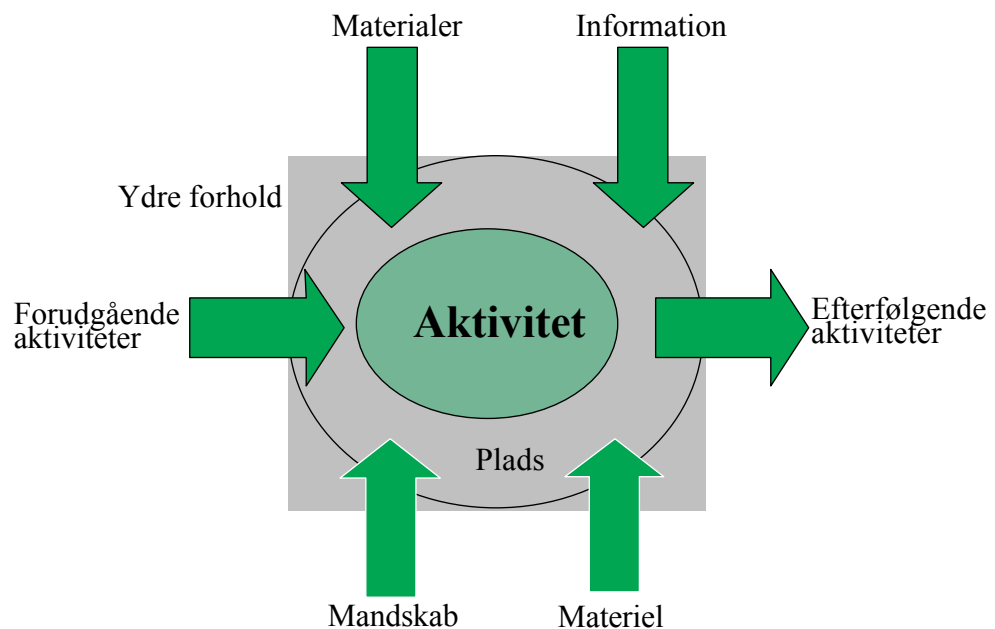 Materialer
Information
Ydre forhold
Forudgående
aktiviteter
Aktivitet
Efterfølgende
aktiviteter
Plads
Mandskab
Materiel